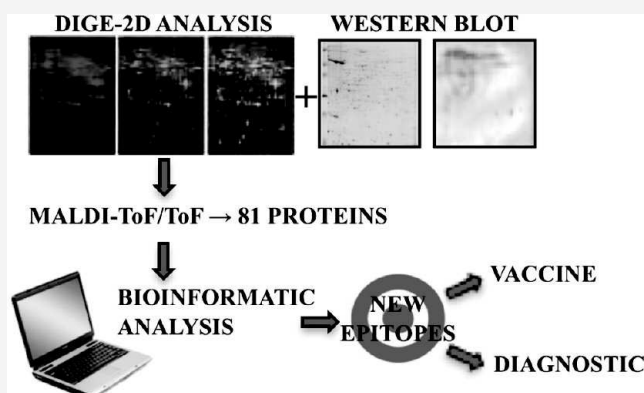 DIGE-2D ANALYSIS
WESTERN BLOT
+
MALDI-ToF/ToF → 81 PROTEINS
BIOINFORMATIC
ANALYSIS
NEW
EPITOPES
VACCINE
DIAGNOSTIC